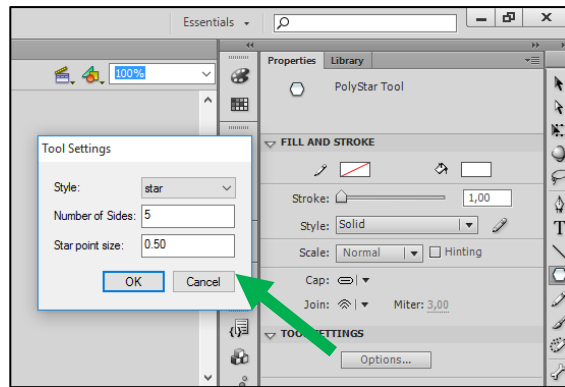 Essentials
100%
Properties Library
PolyStar Tool
FILL AND STROKE
Stroke: 1,00
Style: Solid
Scale: Normal Hinting
Cap:
Join: Miter: 3,00
TOOL SETTINGS
Options...
Tool Settings
Style: star
Number of Sides: 5
Star point size: 0.50
OK Cancel
T